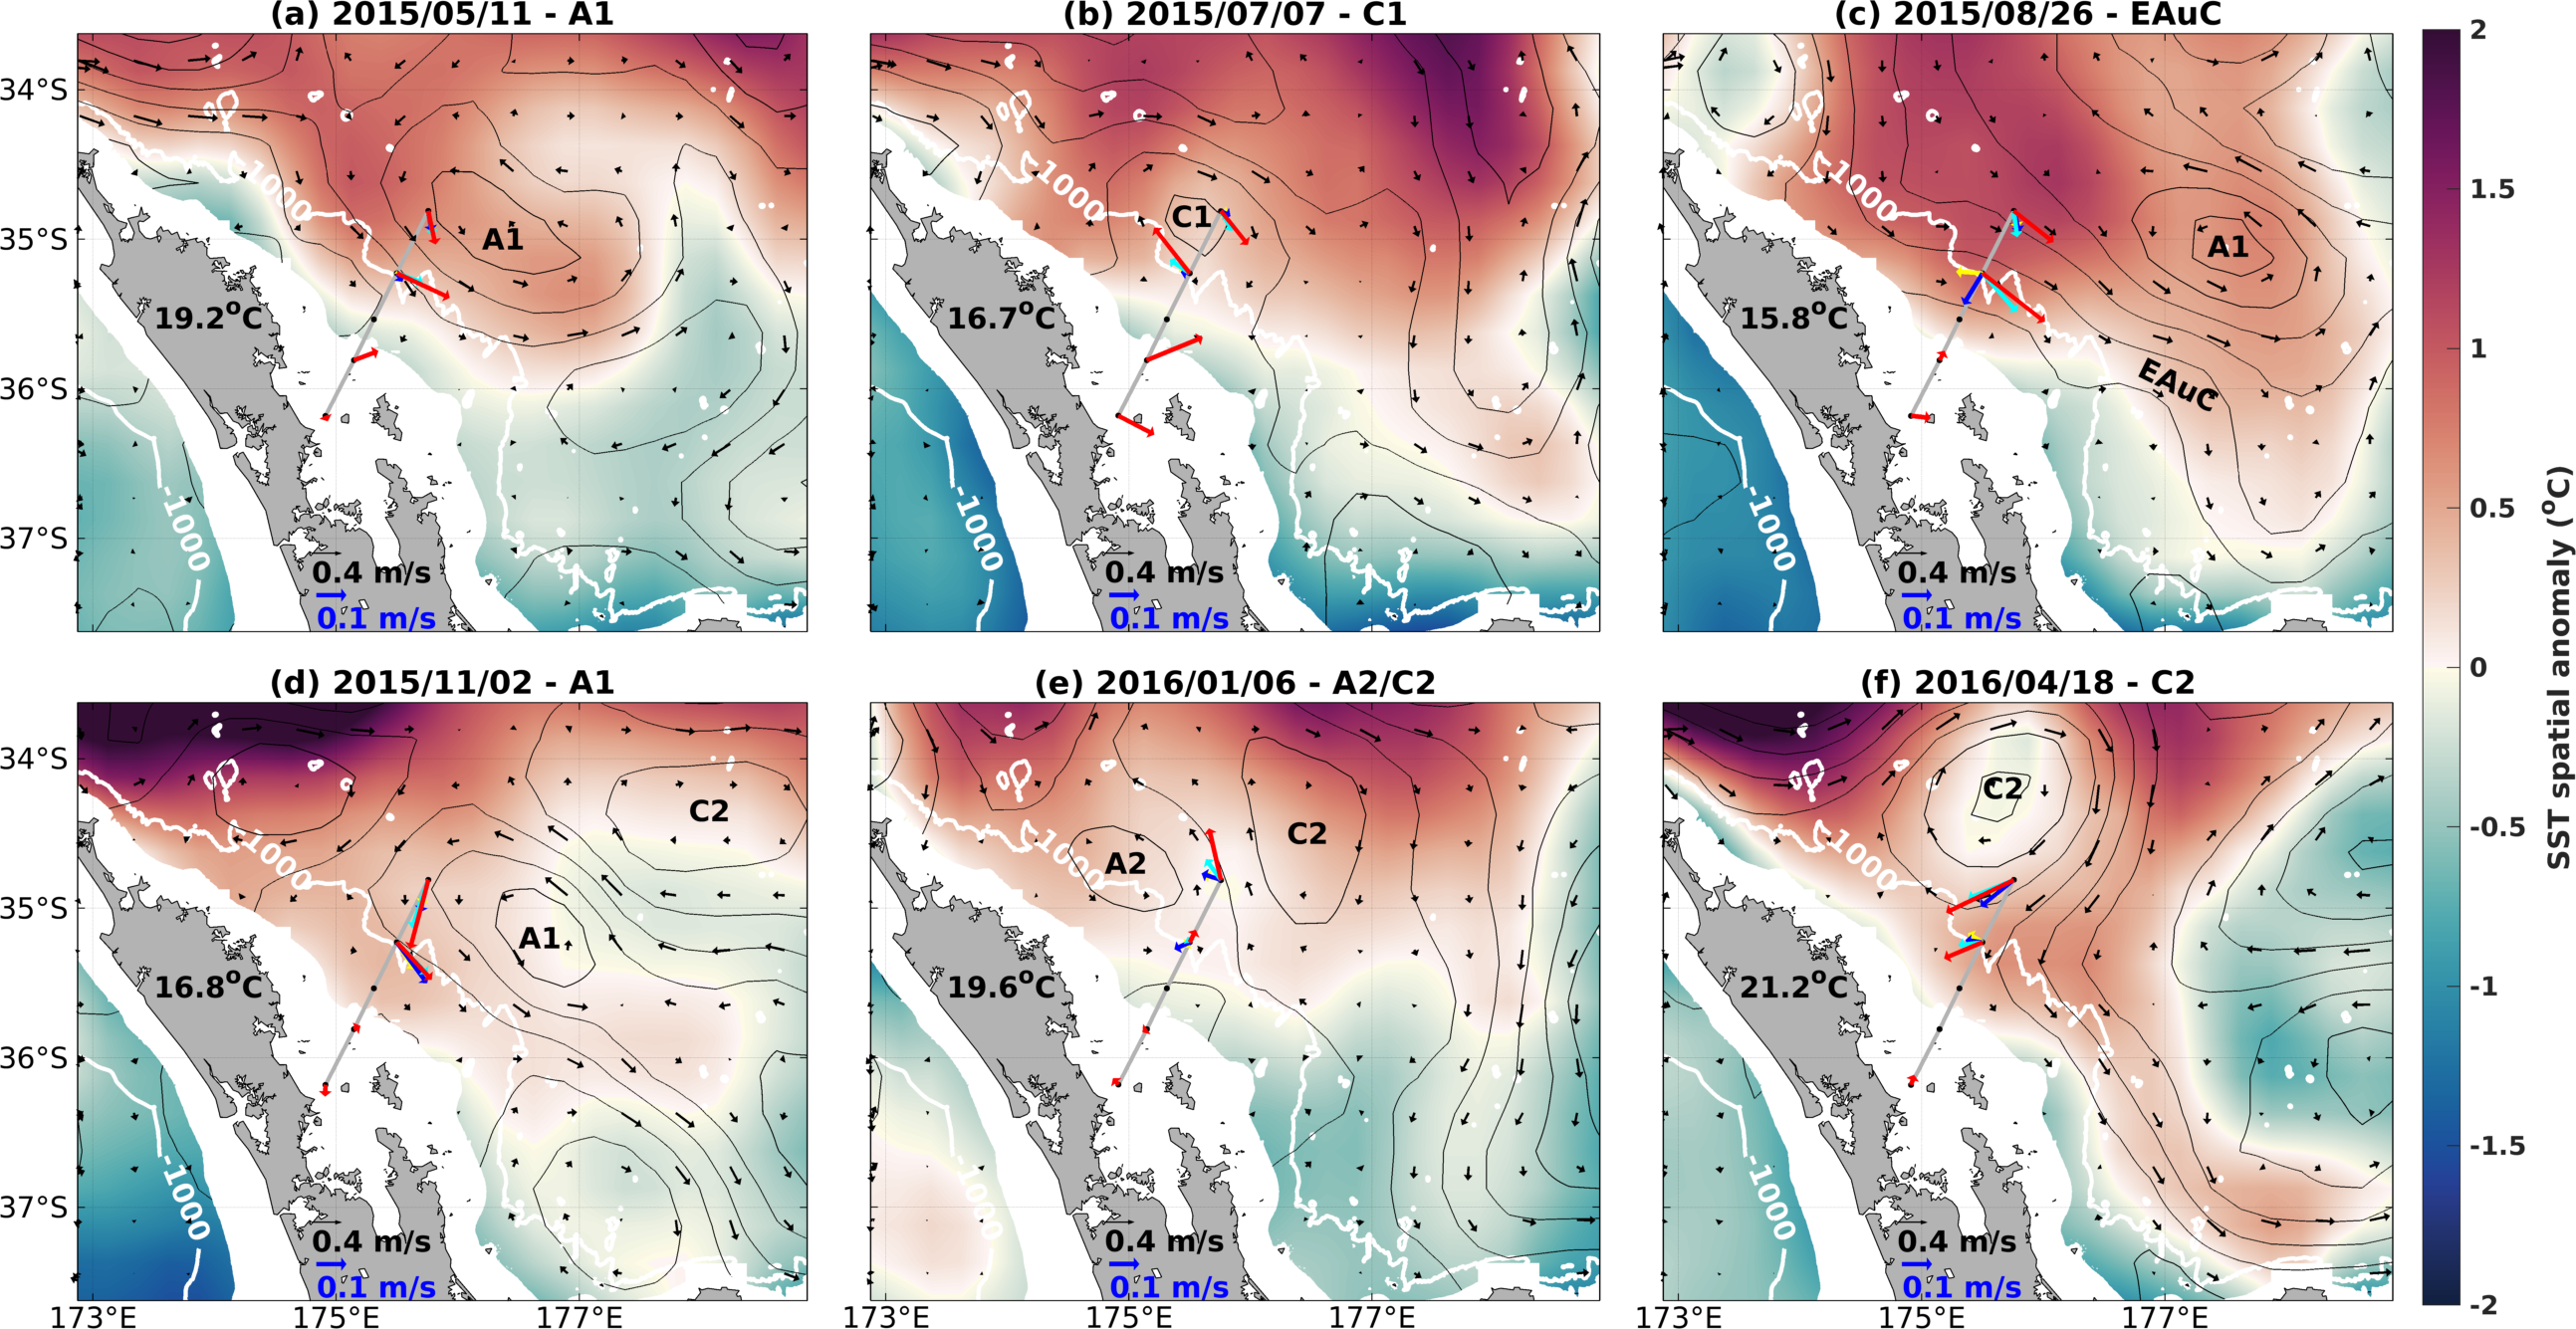 (a) 2015/05/11 - A1
(b) 2015/07/07 - C1
(c) 2015/08/26 - EAuC
2
34°S
1000
1000
1000
1.5
A1
C1
A1
35°S
19.2°C
16.7°C
15.8°C
1
36°S
EAuC
0.5
-1000
-1000
-1000
37°S
0.4 m/s
0.1 m/s
0.4 m/s
0.1 m/s
0.4 m/s
0.1 m/s
0
SST spatial anomaly (°C)
(d) 2015/11/02 - A1
(e) 2016/01/06 - A2/C2
(f) 2016/04/18 - C2
34°S
C2
C2
C2
-0.5
1000
A2
1000
1000
35°S
A1
16.8°C
19.6°C
21.2°C
-1
36°S
-1.5
-1000
-1000
-1000
37°S
0.4 m/s
0.1 m/s
0.4 m/s
0.1 m/s
0.4 m/s
0.1 m/s
-2
173°E
175°E
177°E
173°E
175°E
177°E
173°E
175°E
177°E